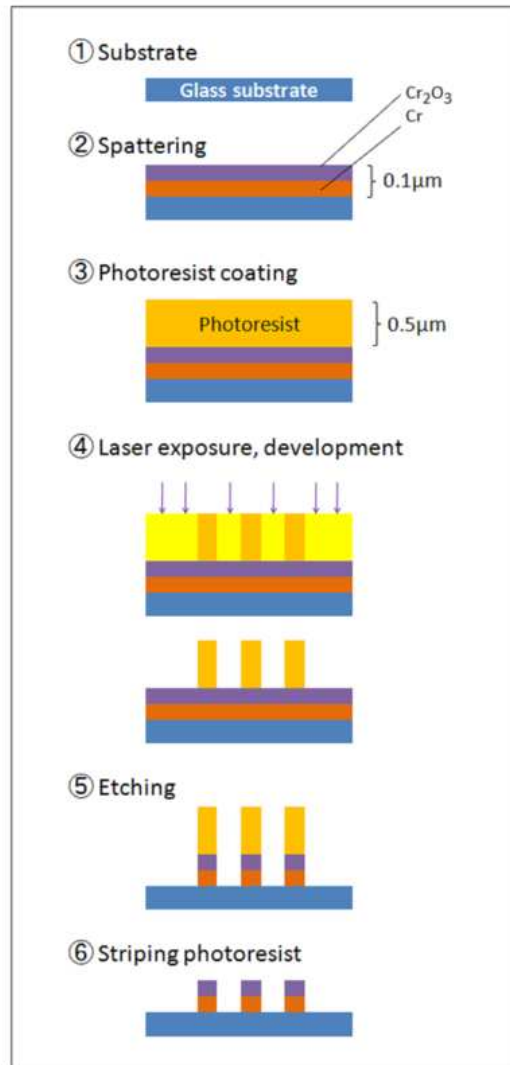 ① Substrate
Glass substrate
Cr₂O₃
Cr
② Spattering
0.1μm
③ Photoresist coating
Photoresist
0.5μm
④ Laser exposure, development
⑤ Etching
⑥ Striping photoresist